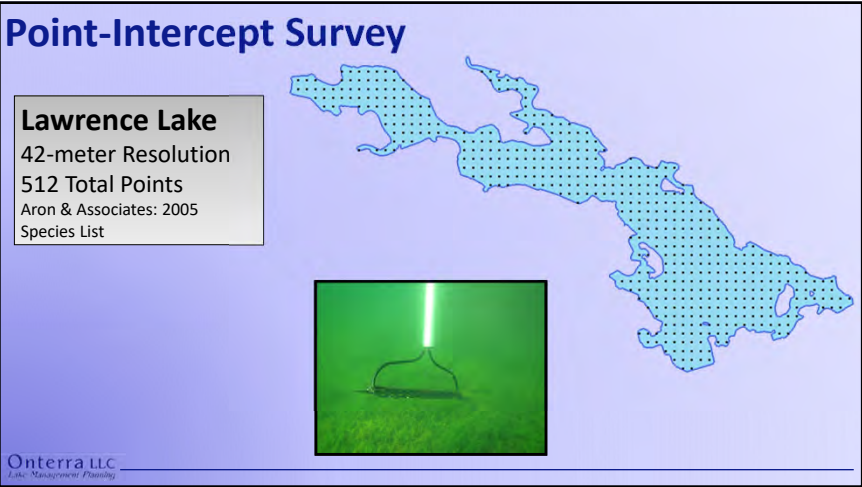 Point-Intercept Survey
Lawrence Lake
42-meter Resolution
512 Total Points
Aron & Associates: 2005
Species List
Onterra LLC
Lake Management Planning